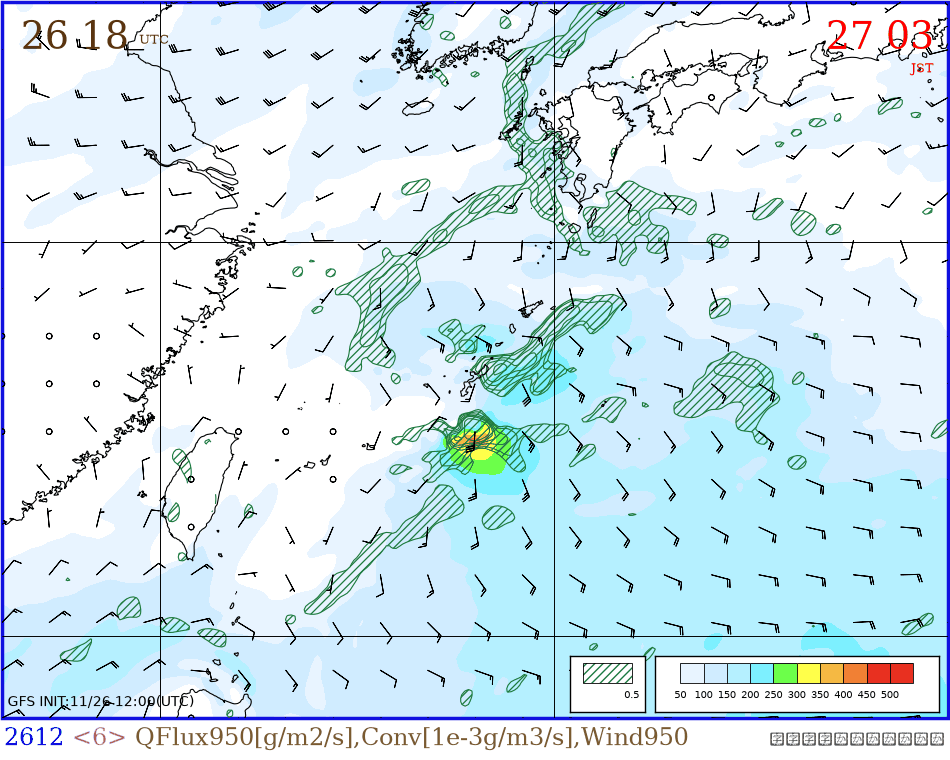 26 18 UTC
27 03
JST
0.5
50 100 150 200 250 300 350 400 450 500
GFS INIT:11/26 12:00(UTC)
2612 <6> QFlux950[g/m2/s],Conv[1e-3g/m3/s],Wind950